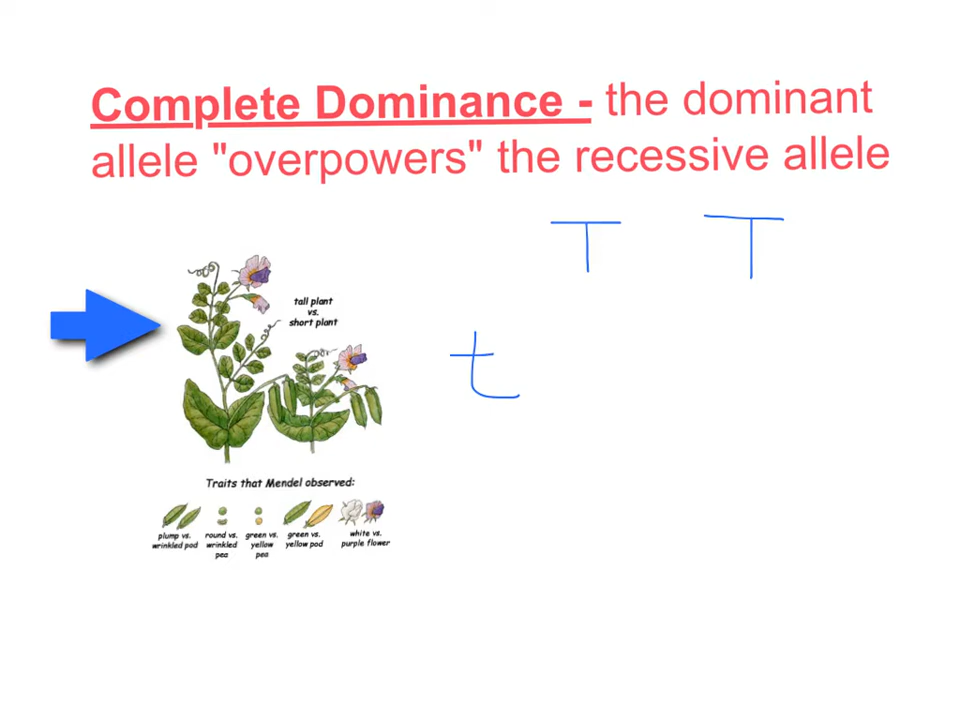 Complete Dominance - the dominant
allele "overpowers" the recessive allele
T T
tall plant
vs.
short plant
t
Traits that Mendel observed:
plump vs.
wrinkled pod
round vs.
wrinkled
pea
green vs.
yellow
pea
green vs.
yellow pod
white vs.
purple flower